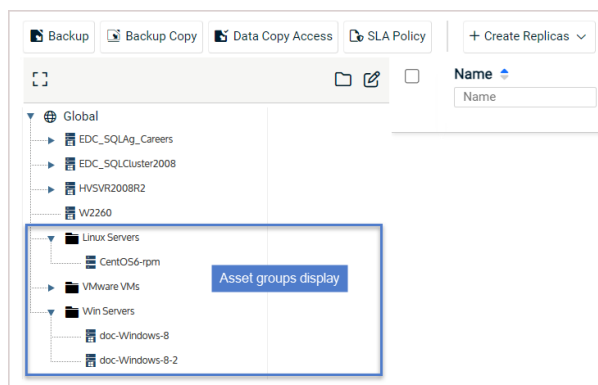 Backup Backup Copy Data Copy Access SLA Policy + Create Replicas
Name
Name
Global
EDC_SQLAg_Careers
EDC_SQLCluster2008
HVSVR2008R2
W2260
Linux Servers
CentOS6-rpm
Asset groups display
VMware VMs
Win Servers
doc-Windows-8
doc-Windows-8-2